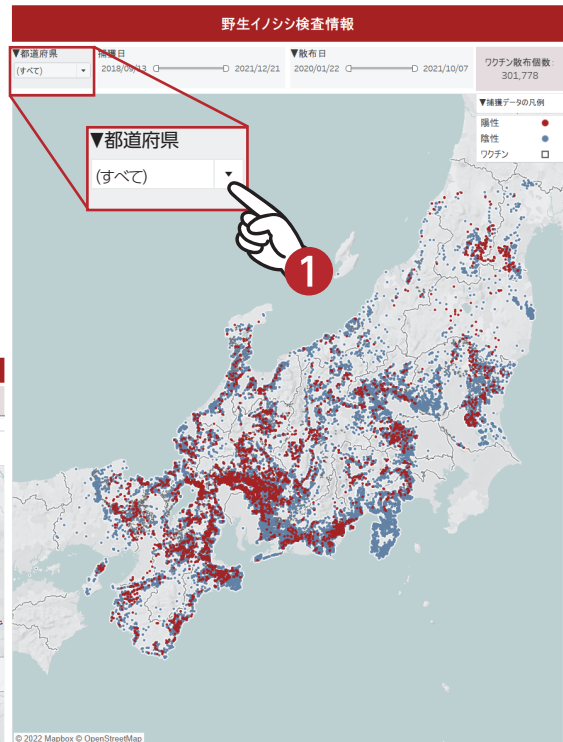 野生イノシシ検査情報
▼都道府県
(すべて)
捕獲日
2018/09/13
2021/12/21
▼散布日
2020/01/22
2021/10/07
ワクチン散布個数:
301,778
▼捕獲データの凡例
陽性
陰性
ワクチン
▼都道府県
(すべて)
1
© 2022 Mapbox © OpenStreetMap